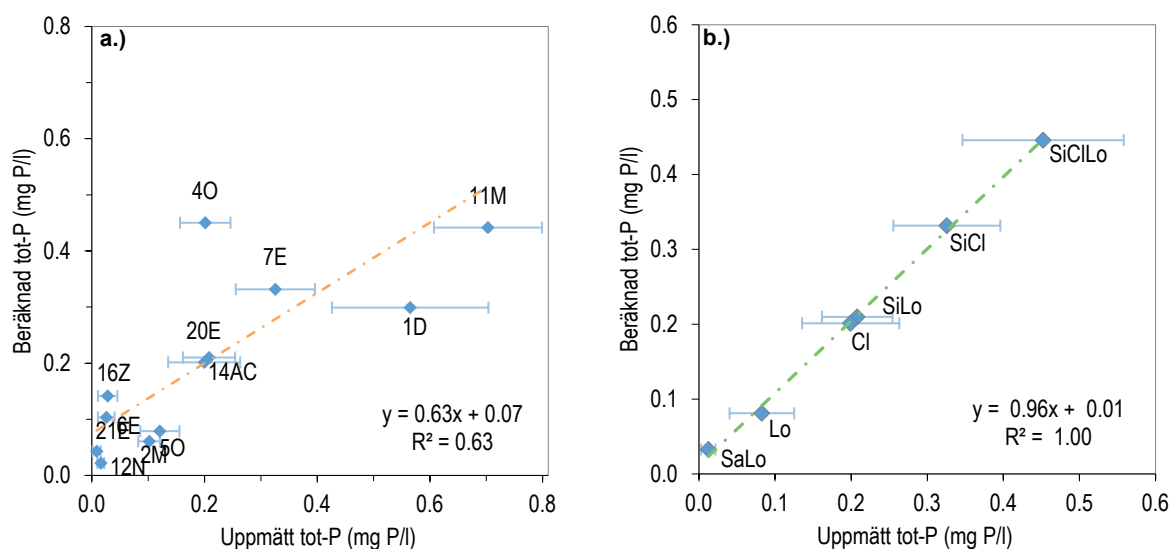 a.)
0.8
0.6
0.4
0.2
0.0
Beräknad tot-P (mg P/l)
4O
11M
7E
1D
20E
14AC
16Z
6E
21E
5O
2M
12N
y = 0.63x + 0.07
R² = 0.63
0.0 0.2 0.4 0.6 0.8
Uppmätt tot-P (mg P/l)
b.)
0.6
0.5
0.4
0.3
0.2
0.1
0.0
Beräknad tot-P (mg P/l)
SiClLo
SiCl
SiLo
Cl
Lo
SaLo
y = 0.96x + 0.01
R² = 1.00
0.0 0.1 0.2 0.3 0.4 0.5 0.6
Uppmätt tot-P (mg P/l)